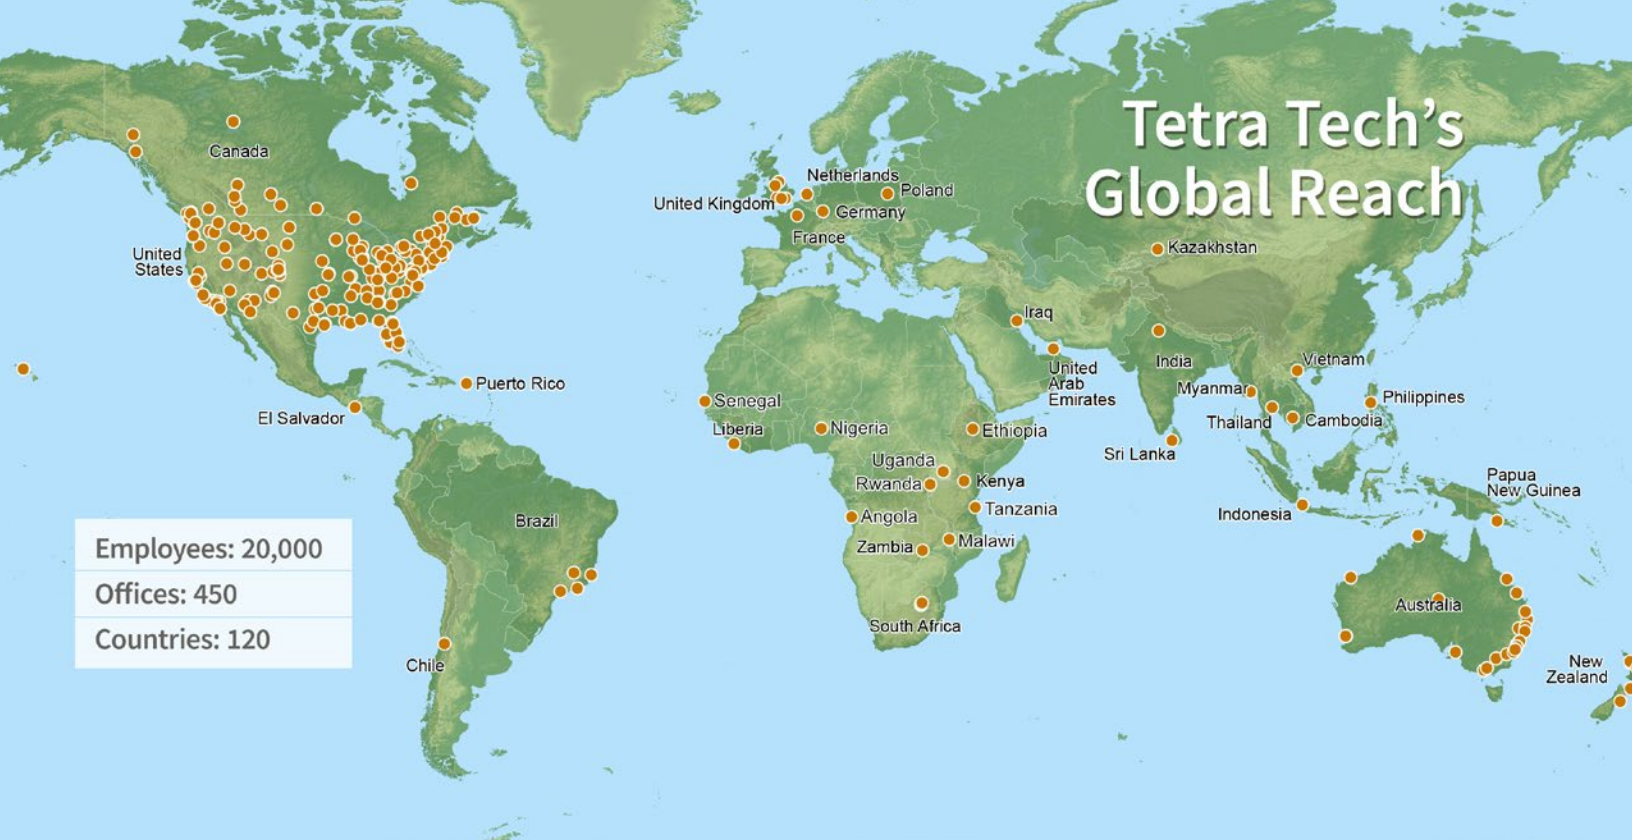 Tetra Tech's
Global Reach
Canada
United
States
Puerto Rico
El Salvador
Brazil
Chile
Employees: 20,000
Offices: 450
Countries: 120
Netherlands
Poland
United Kingdom
Germany
France
Kazakhstan
Iraq
United
Arab
Emirates
India
Vietnam
Myanmar
Philippines
Thailand
Cambodia
Sri Lanka
Senegal
Liberia
Nigeria
Ethiopia
Uganda
Rwanda
Kenya
Tanzania
Angola
Zambia
Malawi
South Africa
Indonesia
Papua
New Guinea
Australia
New
Zealand